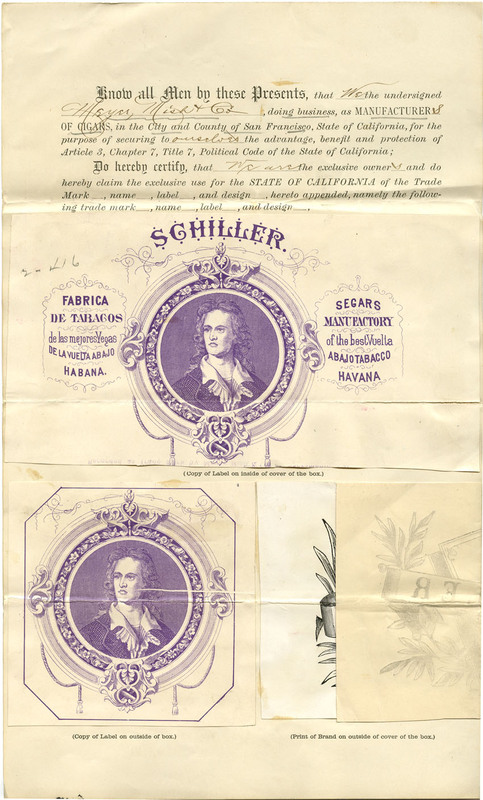 Know all Men by these Presents, that We the undersigned
Meyer Mish & Co, doing business, as MANUFACTURERS
OF CIGARS, in the City and County of San Francisco, State of California, for the
purpose of securing to ourselves the advantage, benefit and protection of
Article 3, Chapter 7, Title 7, Political Code of the State of California;
Do hereby certify, that We are the exclusive owners and do
hereby claim the exclusive use for the STATE OF CALIFORNIA of the Trade
Mark , name , label , and design , hereto appended, namely the follow-
ing trade mark , name , label , and design ,
SCHILLER.
FABRICA
DE TABACOS
de las mejores Vegas
DE LA VUELTA ABAJO
HABANA.
SEGARS
MANUFACTORY
of the best Vuelta
ABAJO TABACCO
HAVANA
(Copy of Label on inside of cover of the box.)
(Copy of Label on outside of box.)
(Print of Brand on outside of cover of the box.)